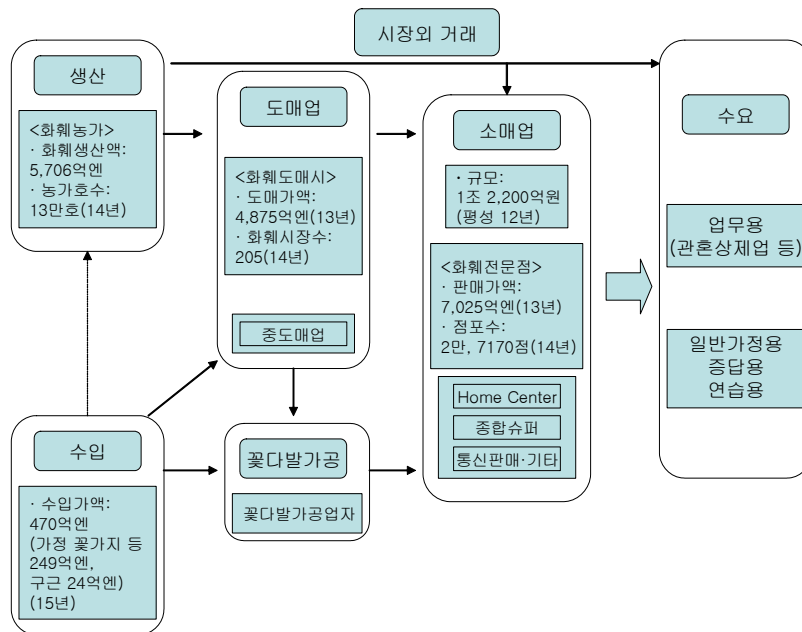 시장외 거래
생산
<화훼농가>
· 화훼생산액:
5,706억엔
· 농가호수:
13만호(14년)
도매업
<화훼도매시>
· 도매가액:
4,875억엔(13년)
· 화훼시장수:
205(14년)
중도매업
소매업
· 규모:
1조 2,200억원
(평성 12년)
<화훼전문점>
· 판매가액:
7,025억엔(13년)
· 점포수:
2만, 7170점(14년)
Home Center
종합슈퍼
통신판매·기타
수요
업무용
(관혼상제업 등)
일반가정용
증답용
연습용
수입
· 수입가액:
470억엔
(가정 꽃가지 등
249억엔,
구근 24억엔)
(15년)
꽃다발가공
꽃다발가공업자